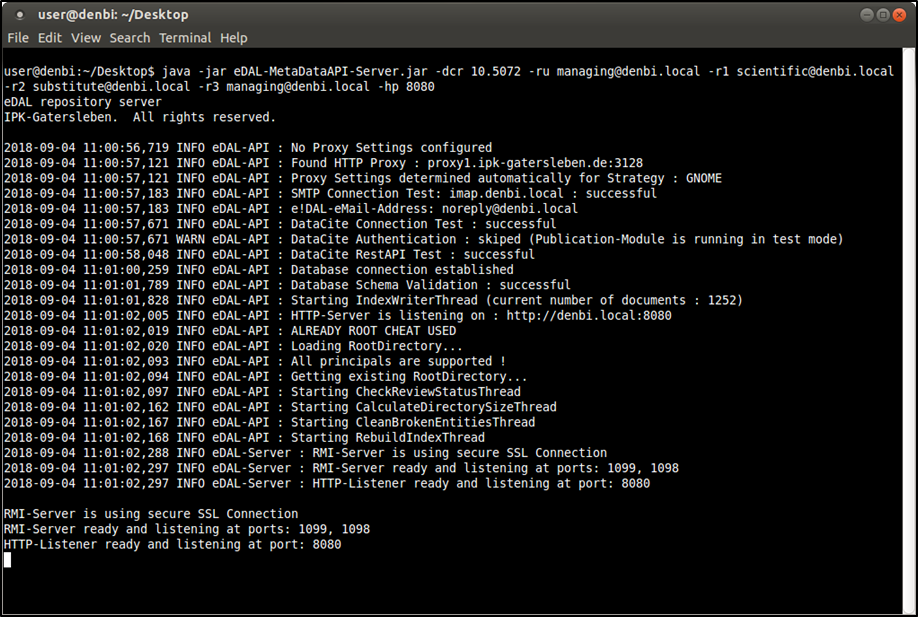 user@denbi: ~/Desktop
File Edit View Search Terminal Help
user@denbi:~/Desktop$ java -jar eDAL-MetaDataAPI-Server.jar -dcr 10.5072 -ru managing@denbi.local -r1 scientific@denbi.local
-r2 substitute@denbi.local -r3 managing@denbi.local -hp 8080
eDAL repository server
IPK-Gatersleben.  All rights reserved.
2018-09-04 11:00:56,719 INFO eDAL-API : No Proxy Settings configured
2018-09-04 11:00:57,121 INFO eDAL-API : Found HTTP Proxy : proxy1.ipk-gatersleben.de:3128
2018-09-04 11:00:57,121 INFO eDAL-API : Proxy Settings determined automatically for Strategy : GNOME
2018-09-04 11:00:57,183 INFO eDAL-API : SMTP Connection Test: imap.denbi.local : successful
2018-09-04 11:00:57,183 INFO eDAL-API : e!DAL-eMail-Address: noreply@denbi.local
2018-09-04 11:00:57,671 INFO eDAL-API : DataCite Connection Test : successful
2018-09-04 11:00:57,671 WARN eDAL-API : DataCite Authentication : skiped (Publication-Module is running in test mode)
2018-09-04 11:00:58,048 INFO eDAL-API : DataCite RestAPI Test : successful
2018-09-04 11:01:00,259 INFO eDAL-API : Database connection established
2018-09-04 11:01:01,789 INFO eDAL-API : Database Schema Validation : successful
2018-09-04 11:01:01,828 INFO eDAL-API : Starting IndexWriterThread (current number of documents : 1252)
2018-09-04 11:01:02,005 INFO eDAL-API : HTTP-Server is listening on : http://denbi.local:8080
2018-09-04 11:01:02,019 INFO eDAL-API : ALREADY ROOT CHEAT USED
2018-09-04 11:01:02,020 INFO eDAL-API : Loading RootDirectory...
2018-09-04 11:01:02,093 INFO eDAL-API : All principals are supported !
2018-09-04 11:01:02,094 INFO eDAL-API : Getting existing RootDirectory...
2018-09-04 11:01:02,097 INFO eDAL-API : Starting CheckReviewStatusThread
2018-09-04 11:01:02,162 INFO eDAL-API : Starting CalculateDirectorySizeThread
2018-09-04 11:01:02,167 INFO eDAL-API : Starting CleanBrokenEntitiesThread
2018-09-04 11:01:02,168 INFO eDAL-API : Starting RebuildIndexThread
2018-09-04 11:01:02,288 INFO eDAL-Server : RMI-Server is using secure SSL Connection
2018-09-04 11:01:02,297 INFO eDAL-Server : RMI-Server ready and listening at ports: 1099, 1098
2018-09-04 11:01:02,297 INFO eDAL-Server : HTTP-Listener ready and listening at port: 8080
RMI-Server is using secure SSL Connection
RMI-Server ready and listening at ports: 1099, 1098
HTTP-Listener ready and listening at port: 8080